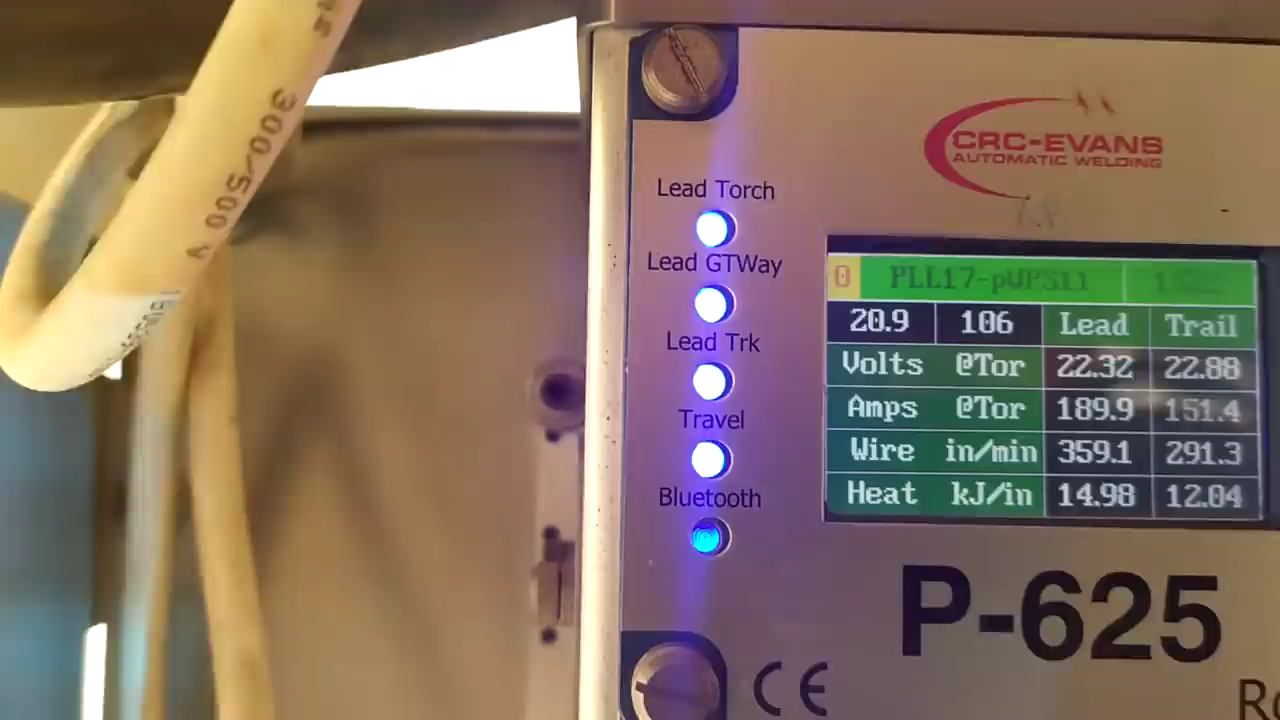 300/500 V
CRC-EVANS
AUTOMATIC WELDING
Lead Torch
Lead GTWay
Lead Trk
Travel
Bluetooth
0 PLL17-pWPS11
20.9 106 Lead Trail
Volts @Tor 22.32 22.88
Amps @Tor 189.9 151.4
Wire in/min 359.1 291.3
Heat kJ/in 14.98 12.04
P-625
CE